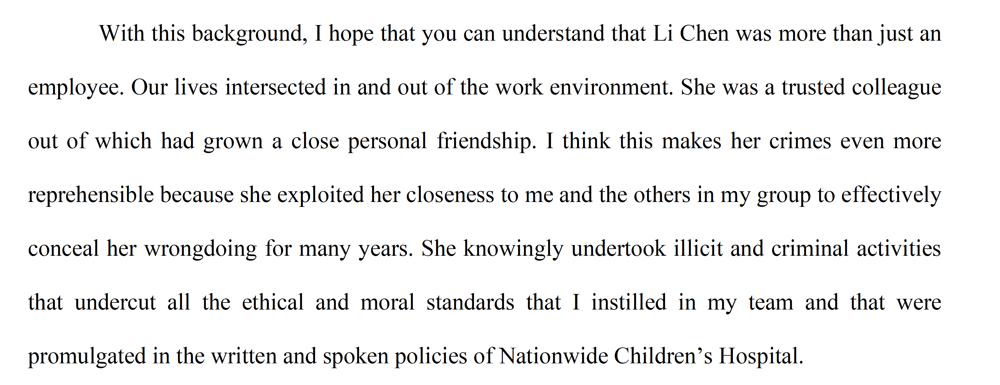 With this background, I hope that you can understand that Li Chen was more than just an
employee. Our lives intersected in and out of the work environment. She was a trusted colleague
out of which had grown a close personal friendship. I think this makes her crimes even more
reprehensible because she exploited her closeness to me and the others in my group to effectively
conceal her wrongdoing for many years. She knowingly undertook illicit and criminal activities
that undercut all the ethical and moral standards that I instilled in my team and that were
promulgated in the written and spoken policies of Nationwide Children’s Hospital.